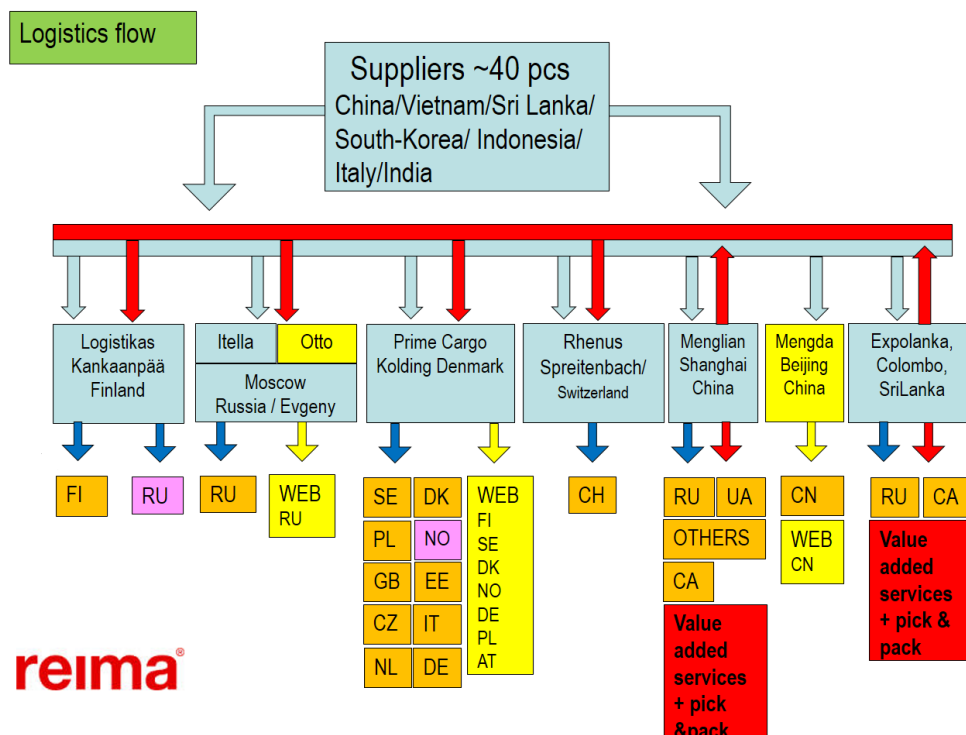 Logistics flow
Suppliers ~40 pcs
China/Vietnam/Sri Lanka/
South-Korea/ Indonesia/
Italy/India
Logistikas
Kankaanpää
Finland
Itella
Otto
Moscow
Russia / Evgeny
Prime Cargo
Kolding Denmark
Rhenus
Spreitenbach/
Switzerland
Menglian
Shanghai
China
Mengda
Beijing
China
Expolanka,
Colombo,
SriLanka
FI
RU
RU
WEB
RU
SE
DK
PL
NO
GB
EE
CZ
IT
NL
DE
WEB
FI
SE
DK
NO
DE
PL
AT
CH
RU
UA
OTHERS
CA
Value
added
services
+ pick
&pack
CN
WEB
CN
RU
CA
Value
added
services
+ pick &
pack
reima®